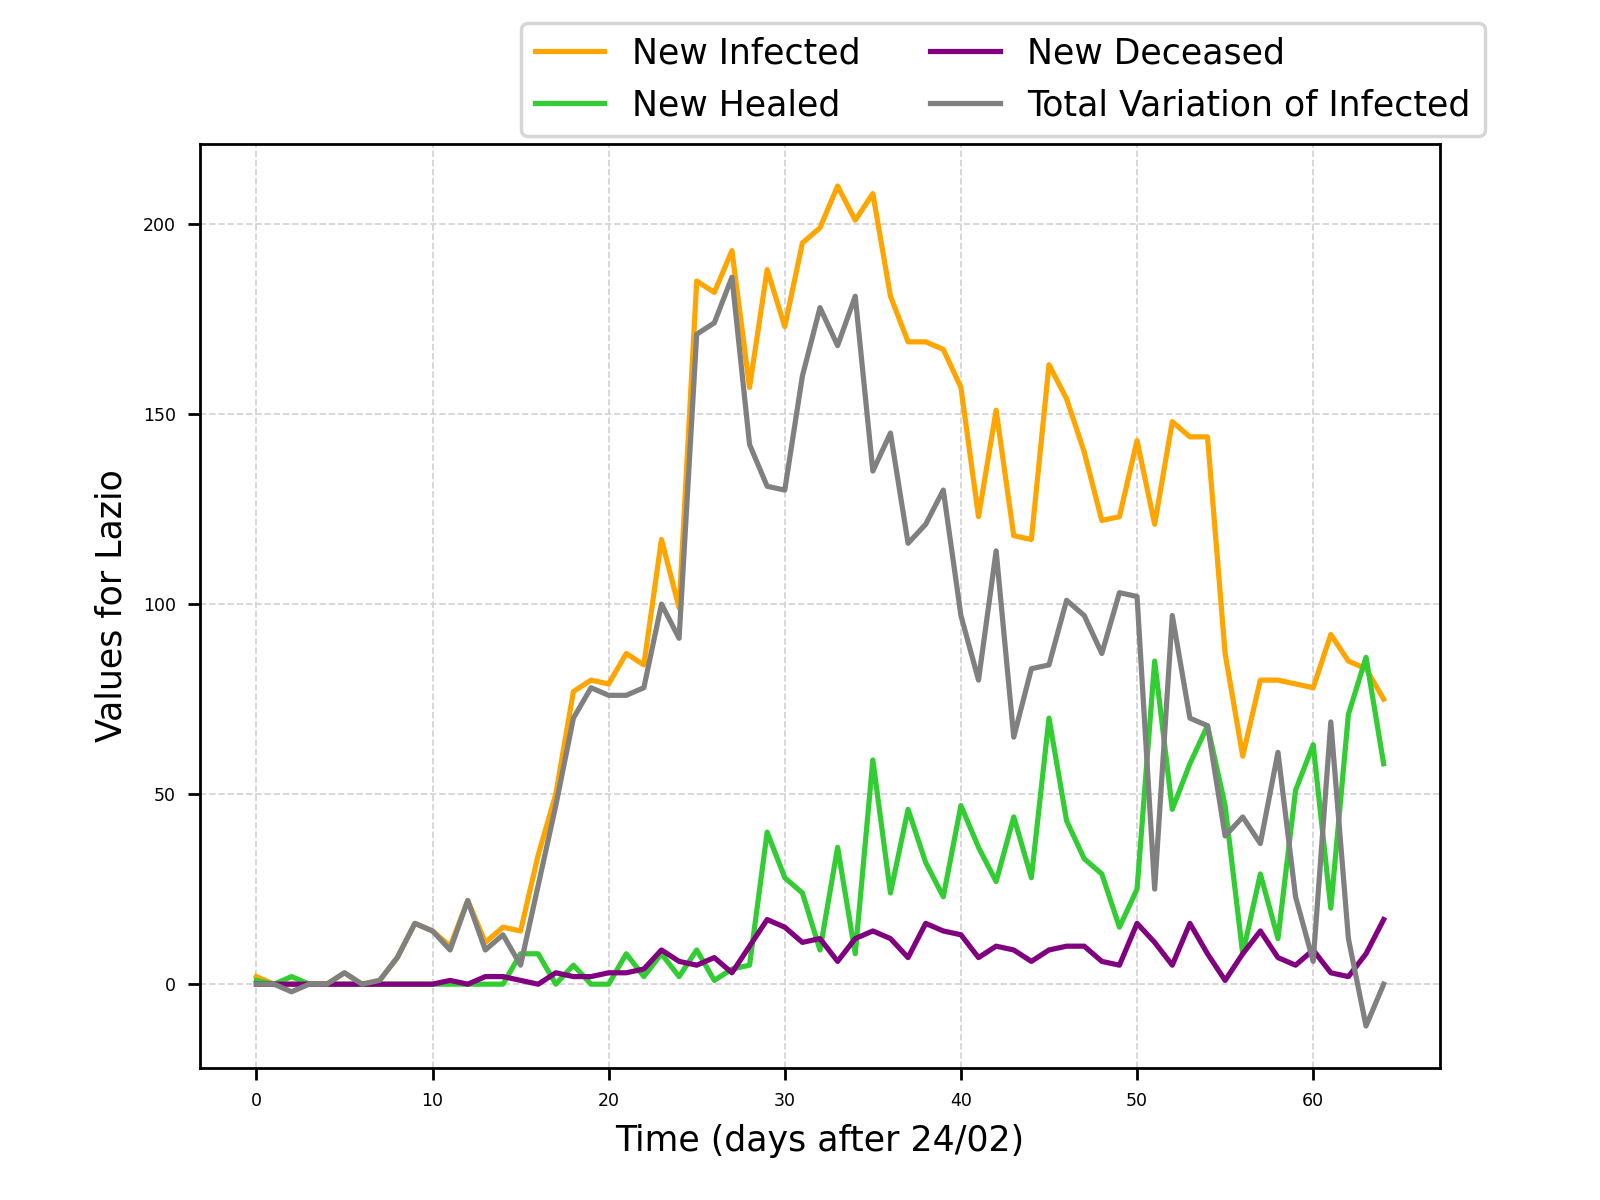 New Infected
New Healed
New Deceased
Total Variation of Infected
200
150
100
50
0
Values for Lazio
0 10 20 30 40 50 60
Time (days after 24/02)